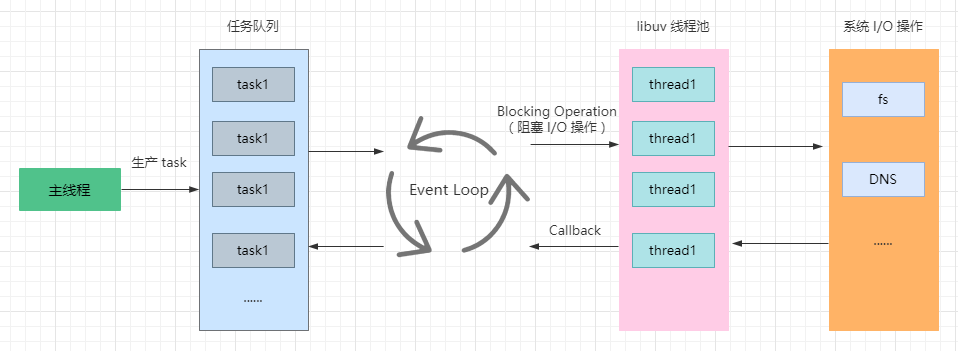 任务队列
libuv 线程池
系统 I/O 操作
task1
thread1
fs
Blocking Operation
（阻塞 I/O 操作）
task1
thread1
生产 task
主线程
task1
Event Loop
thread1
DNS
task1
Callback
thread1
......
......